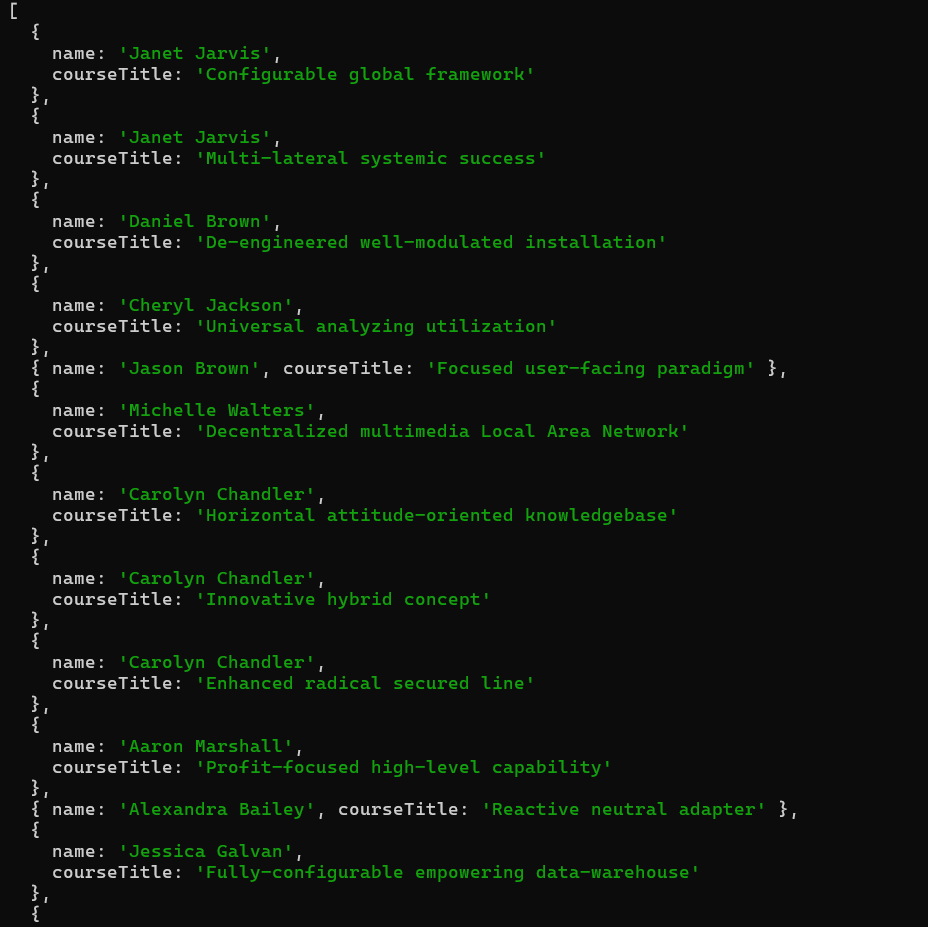 [
  {
    name: 'Janet Jarvis',
    courseTitle: 'Configurable global framework'
  },
  {
    name: 'Janet Jarvis',
    courseTitle: 'Multi-lateral systemic success'
  },
  {
    name: 'Daniel Brown',
    courseTitle: 'De-engineered well-modulated installation'
  },
  {
    name: 'Cheryl Jackson',
    courseTitle: 'Universal analyzing utilization'
  },
  { name: 'Jason Brown', courseTitle: 'Focused user-facing paradigm' },
  {
    name: 'Michelle Walters',
    courseTitle: 'Decentralized multimedia Local Area Network'
  },
  {
    name: 'Carolyn Chandler',
    courseTitle: 'Horizontal attitude-oriented knowledgebase'
  },
  {
    name: 'Carolyn Chandler',
    courseTitle: 'Innovative hybrid concept'
  },
  {
    name: 'Carolyn Chandler',
    courseTitle: 'Enhanced radical secured line'
  },
  {
    name: 'Aaron Marshall',
    courseTitle: 'Profit-focused high-level capability'
  },
  { name: 'Alexandra Bailey', courseTitle: 'Reactive neutral adapter' },
  {
    name: 'Jessica Galvan',
    courseTitle: 'Fully-configurable empowering data-warehouse'
  },
  {